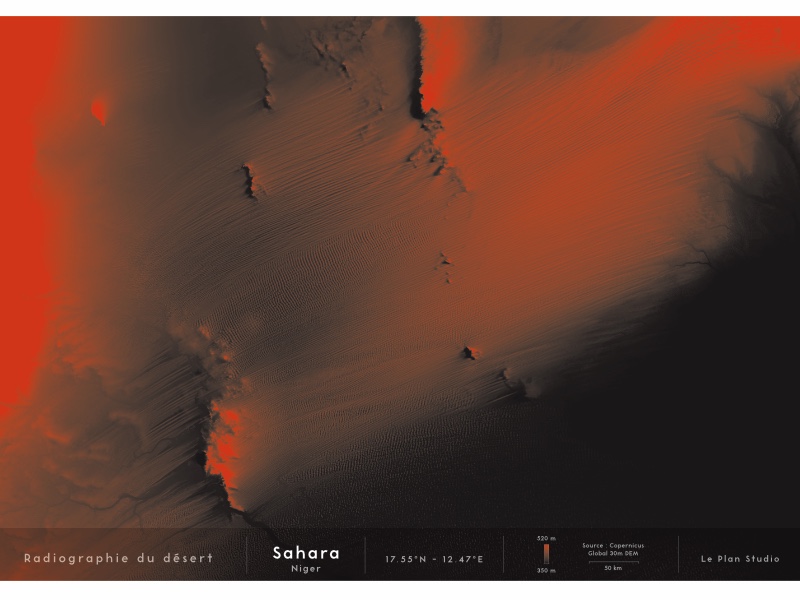 Radiographie du désert
Sahara
Niger
17.55°N - 12.47°E
520 m
350 m
Source : Copernicus
Global 30m DEM
50 km
Le Plan Studio